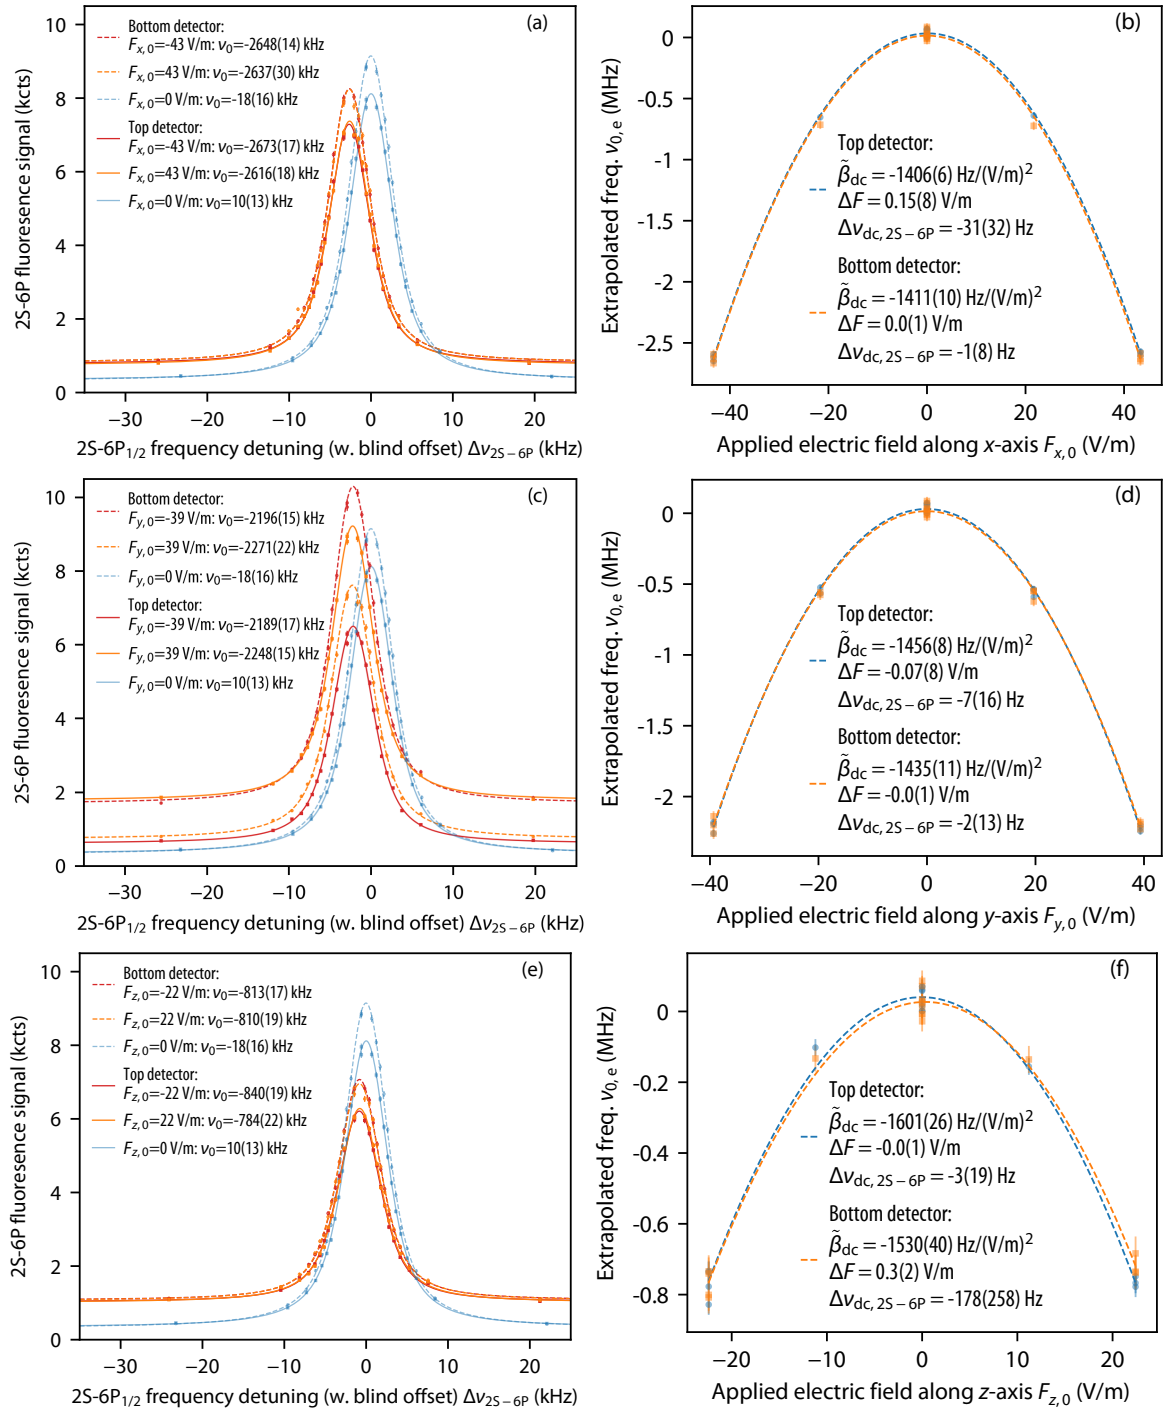 (a)
10
8
6
4
2
0
2S-6P fluoresence signal (kcts)
Bottom detector:
F_{x,0}=-43 V/m: ν_0=-2648(14) kHz
F_{x,0}=43 V/m: ν_0=-2637(30) kHz
F_{x,0}=0 V/m: ν_0=-18(16) kHz
Top detector:
F_{x,0}=-43 V/m: ν_0=-2673(17) kHz
F_{x,0}=43 V/m: ν_0=-2616(18) kHz
F_{x,0}=0 V/m: ν_0=10(13) kHz
−30 −20 −10 0 10 20
2S-6P_{1/2} frequency detuning (w. blind offset) Δν_{2S−6P} (kHz)
(b)
0
-0.5
-1
-1.5
-2
-2.5
Extrapolated freq. ν_{0,e} (MHz)
Top detector:
β̃_{dc} = -1406(6) Hz/(V/m)²
ΔF = 0.15(8) V/m
Δν_{dc,2S−6P} = -31(32) Hz
Bottom detector:
β̃_{dc} = -1411(10) Hz/(V/m)²
ΔF = 0.0(1) V/m
Δν_{dc,2S−6P} = -1(8) Hz
−40 −20 0 20 40
Applied electric field along x-axis F_{x,0} (V/m)
(c)
10
8
6
4
2
0
2S-6P fluoresence signal (kcts)
Bottom detector:
F_{y,0}=-39 V/m: ν_0=-2196(15) kHz
F_{y,0}=39 V/m: ν_0=-2271(22) kHz
F_{y,0}=0 V/m: ν_0=-18(16) kHz
Top detector:
F_{y,0}=-39 V/m: ν_0=-2189(17) kHz
F_{y,0}=39 V/m: ν_0=-2248(15) kHz
F_{y,0}=0 V/m: ν_0=10(13) kHz
−30 −20 −10 0 10 20
2S-6P_{1/2} frequency detuning (w. blind offset) Δν_{2S−6P} (kHz)
(d)
0
-0.5
-1
-1.5
-2
Extrapolated freq. ν_{0,e} (MHz)
Top detector:
β̃_{dc} = -1456(8) Hz/(V/m)²
ΔF = -0.07(8) V/m
Δν_{dc,2S−6P} = -7(16) Hz
Bottom detector:
β̃_{dc} = -1435(11) Hz/(V/m)²
ΔF = -0.0(1) V/m
Δν_{dc,2S−6P} = -2(13) Hz
−40 −20 0 20 40
Applied electric field along y-axis F_{y,0} (V/m)
(e)
10
8
6
4
2
0
2S-6P fluoresence signal (kcts)
Bottom detector:
F_{z,0}=-22 V/m: ν_0=-813(17) kHz
F_{z,0}=22 V/m: ν_0=-810(19) kHz
F_{z,0}=0 V/m: ν_0=-18(16) kHz
Top detector:
F_{z,0}=-22 V/m: ν_0=-840(19) kHz
F_{z,0}=22 V/m: ν_0=-784(22) kHz
F_{z,0}=0 V/m: ν_0=10(13) kHz
−30 −20 −10 0 10 20
2S-6P_{1/2} frequency detuning (w. blind offset) Δν_{2S−6P} (kHz)
(f)
0
-0.2
-0.4
-0.6
-0.8
Extrapolated freq. ν_{0,e} (MHz)
Top detector:
β̃_{dc} = -1601(26) Hz/(V/m)²
ΔF = -0.0(1) V/m
Δν_{dc,2S−6P} = -3(19) Hz
Bottom detector:
β̃_{dc} = -1530(40) Hz/(V/m)²
ΔF = 0.3(2) V/m
Δν_{dc,2S−6P} = -178(258) Hz
−20 −10 0 10 20
Applied electric field along z-axis F_{z,0} (V/m)